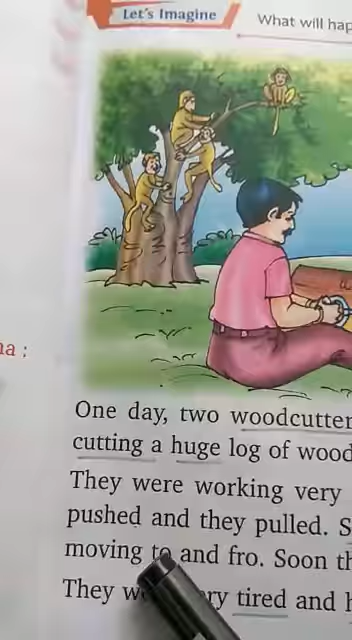 Let's Imagine
What will hap
na :
One day, two woodcutter
cutting a huge log of wood
They were working very
pushed and they pulled. S
moving to and fro. Soon th
They w ry tired and h